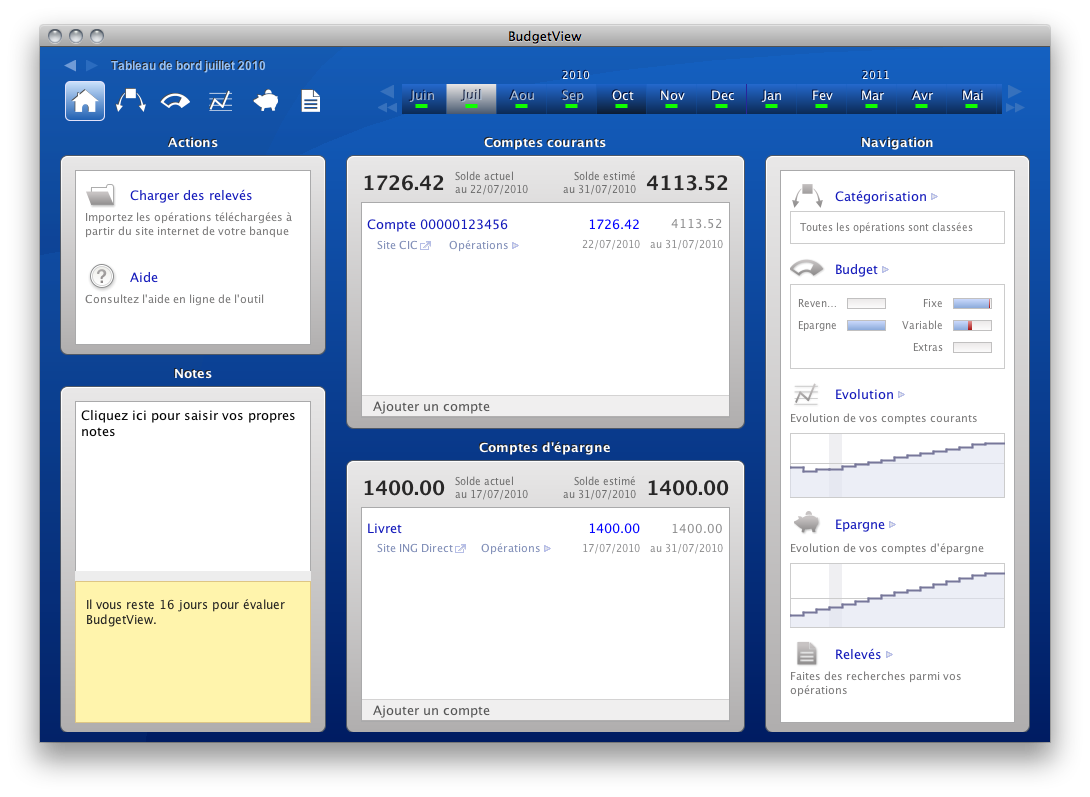 BudgetView
Tableau de bord juillet 2010
2010 2011
Juin Juil Aou Sep Oct Nov Dec Jan Fev Mar Avr Mai
Actions
Charger des relevés
Importez les opérations téléchargées à
partir du site internet de votre banque
Aide
Consultez l'aide en ligne de l'outil
Notes
Cliquez ici pour saisir vos propres
notes
Il vous reste 16 jours pour évaluer
BudgetView.
Comptes courants
1726.42 Solde actuel au 22/07/2010 Solde estimé au 31/07/2010 4113.52
Compte 00000123456 1726.42 4113.52
Site CIC Opérations 22/07/2010 au 31/07/2010
Ajouter un compte
Comptes d'épargne
1400.00 Solde actuel au 17/07/2010 Solde estimé au 31/07/2010 1400.00
Livret 1400.00 1400.00
Site ING Direct Opérations 17/07/2010 au 31/07/2010
Ajouter un compte
Navigation
Catégorisation
Toutes les opérations sont classées
Budget
Reven... Fixe
Epargne Variable
Extras
Evolution
Evolution de vos comptes courants
Epargne
Evolution de vos comptes d'épargne
Relevés
Faites des recherches parmi vos
opérations